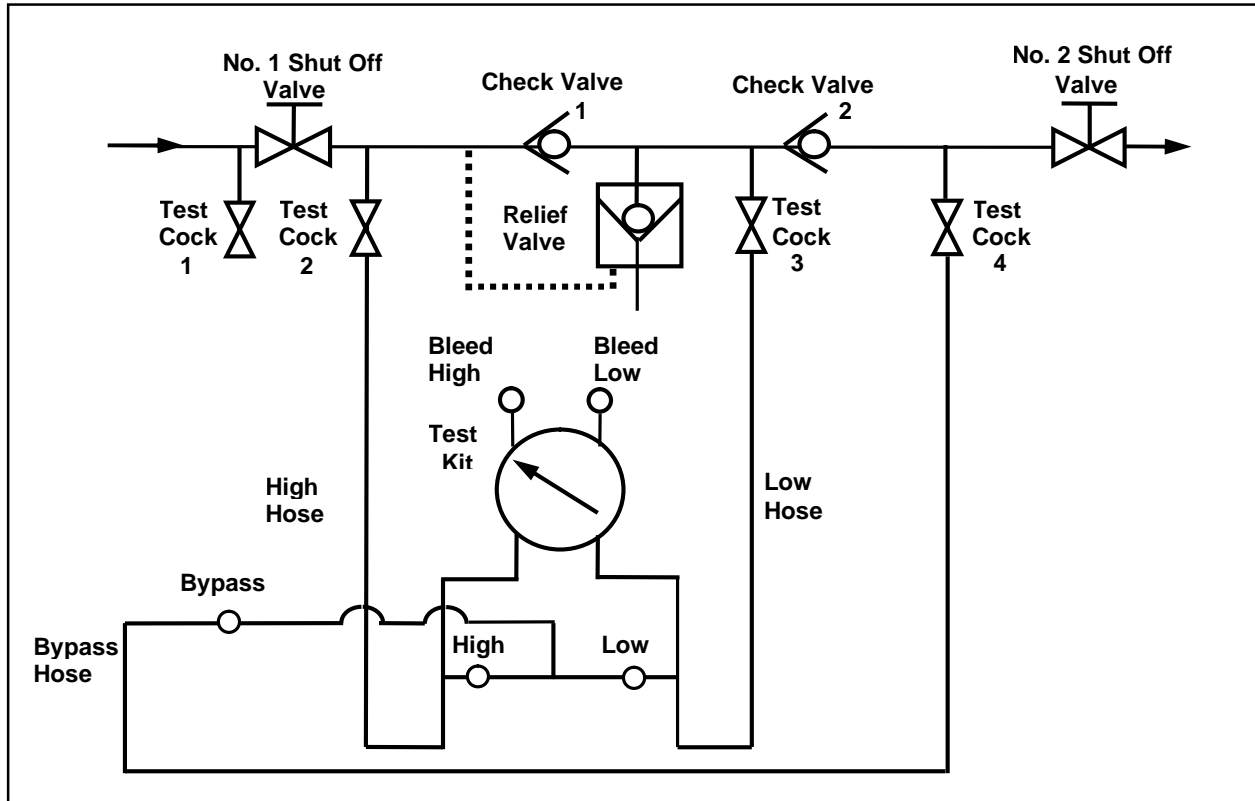 No. 1 Shut Off
Valve
Check Valve
1
Check Valve
2
No. 2 Shut Off
Valve
Test
Cock
1
Test
Cock
2
Relief
Valve
Test
Cock
3
Test
Cock
4
Bleed
High
Bleed
Low
Test
Kit
High
Hose
Low
Hose
Bypass
Bypass
Hose
High
Low